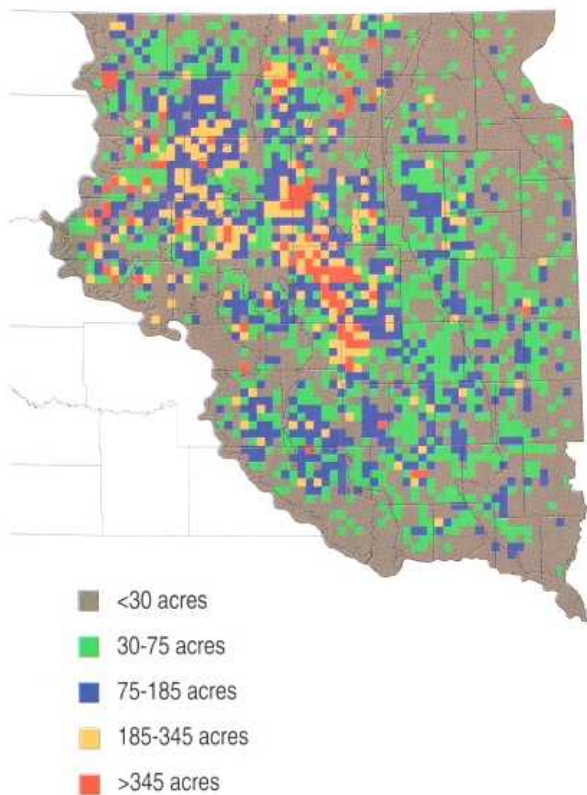 <30 acres
30-75 acres
75-185 acres
185-345 acres
>345 acres